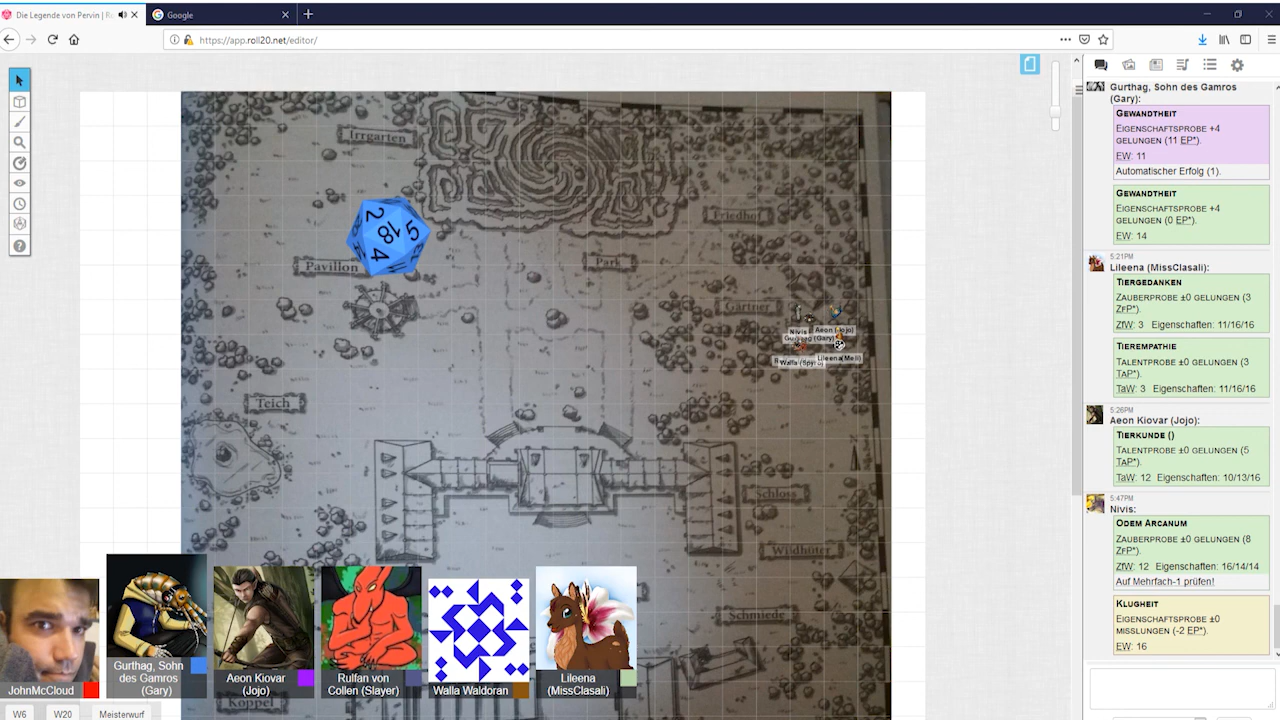 Die Legende von Pervin | R
Google
https://app.roll20.net/editor/
Gurthag, Sohn des Gamros
(Gary):
GEWANDTHEIT
EIGENSCHAFTSPROBE +4
GELUNGEN (11 EP*).
EW: 11
Automatischer Erfolg (1).
GEWANDTHEIT
EIGENSCHAFTSPROBE +4
GELUNGEN (0 EP*).
EW: 14
5:21PM
Lileena (MissClasali):
TIERGEDANKEN
ZAUBERPROBE ±0 GELUNGEN (3
ZFP*).
ZfW: 3 Eigenschaften: 11/16/16
TIEREMPATHIE
TALENTPROBE ±0 GELUNGEN (3
TAP*).
TaW: 3 Eigenschaften: 11/16/16
5:26PM
Aeon Kiovar (Jojo):
TIERKUNDE ()
TALENTPROBE ±0 GELUNGEN (5
TAP*).
TaW: 12 Eigenschaften: 10/13/16
5:47PM
Nivis:
ODEM ARCANUM
ZAUBERPROBE ±0 GELUNGEN (8
ZFP*).
ZfW: 12 Eigenschaften: 16/14/14
Auf Mehrfach-1 prüfen!
KLUGHEIT
EIGENSCHAFTSPROBE ±0
MISSLUNGEN (-2 EP*).
EW: 16
Irrgarten
Friedhof
2
18
5
4
Pavillon
Park
Gärtner
Nivis
Aeon (Jojo)
(Gary)
Walla (Spyro)
Lileena(Meli)
Teich
Schloss
Wildhüter
Schmiede
Koppel
JohnMcCloud
Gurthag, Sohn
des Gamros
(Gary)
Aeon Kiovar
(Jojo)
Rulfan von
Collen (Slayer)
Walla Waldoran
Lileena
(MissClasali)
W6
W20
Meisterwurf